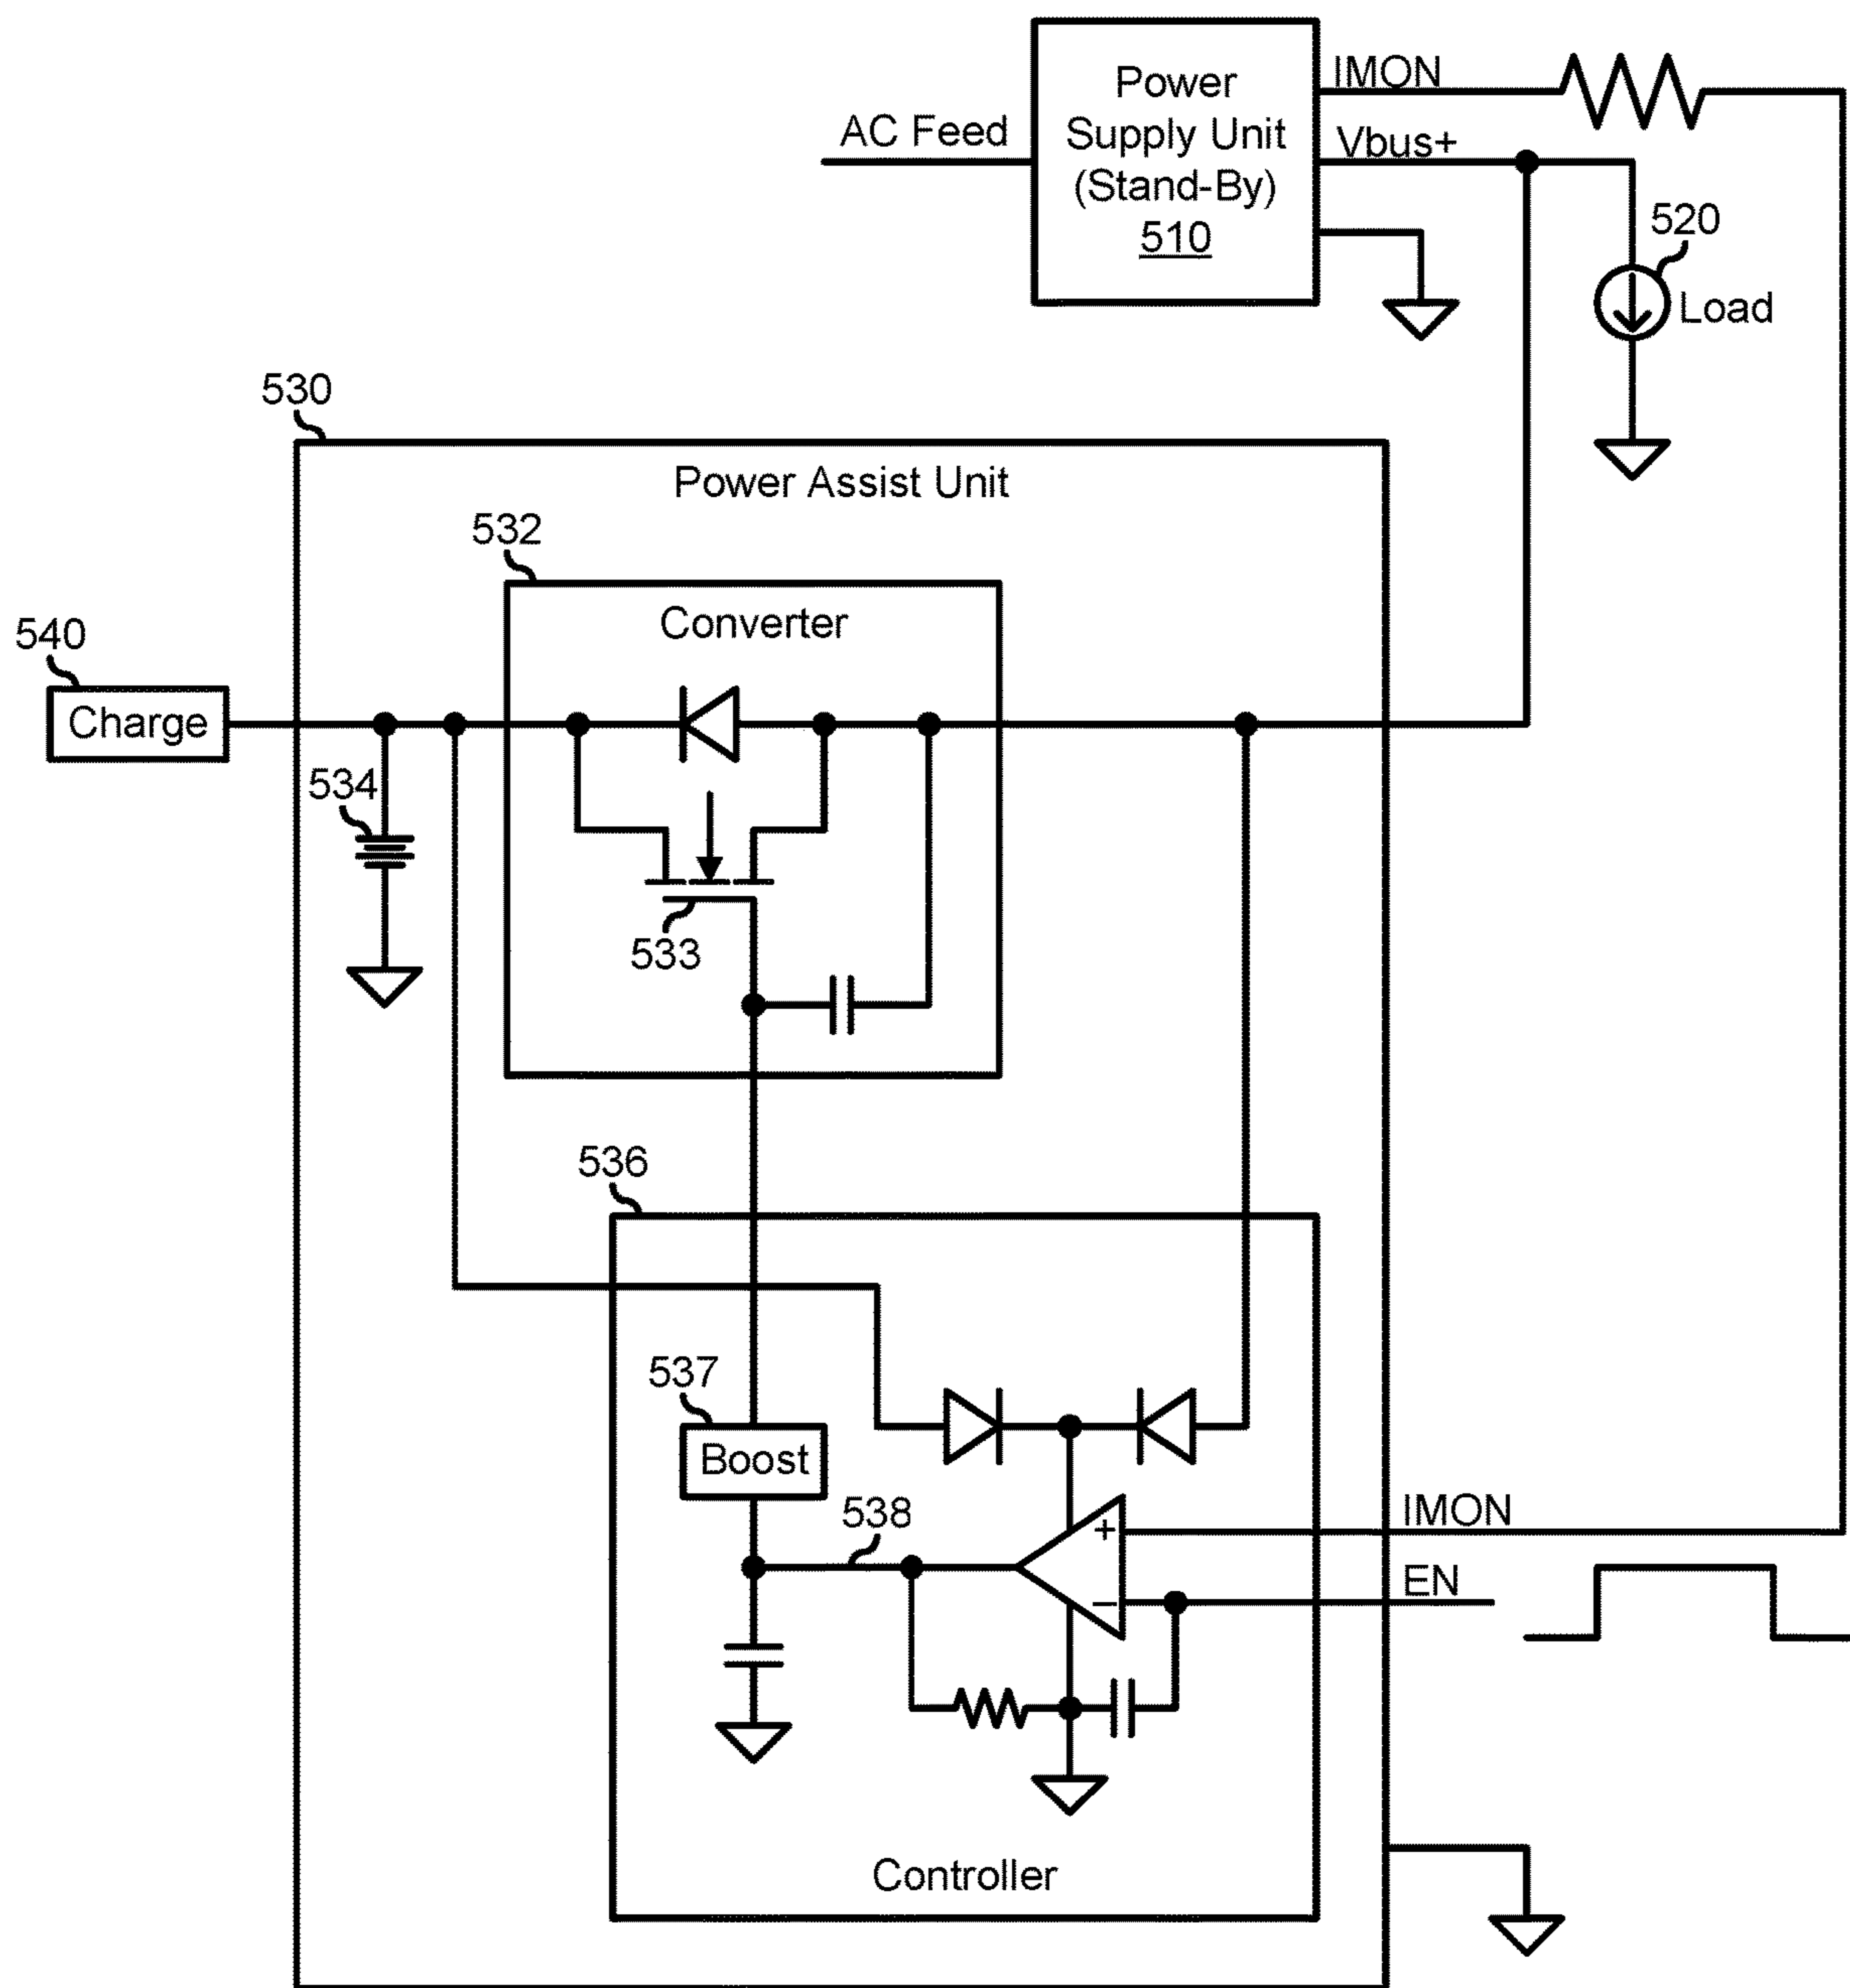 Power
Supply Unit
(Stand-By)
510
AC Feed
IMON
Vbus+
520
Load
530
Power Assist Unit
532
Converter
540
Charge
534
533
536
537
Boost
538
+
−
IMON
EN
Controller